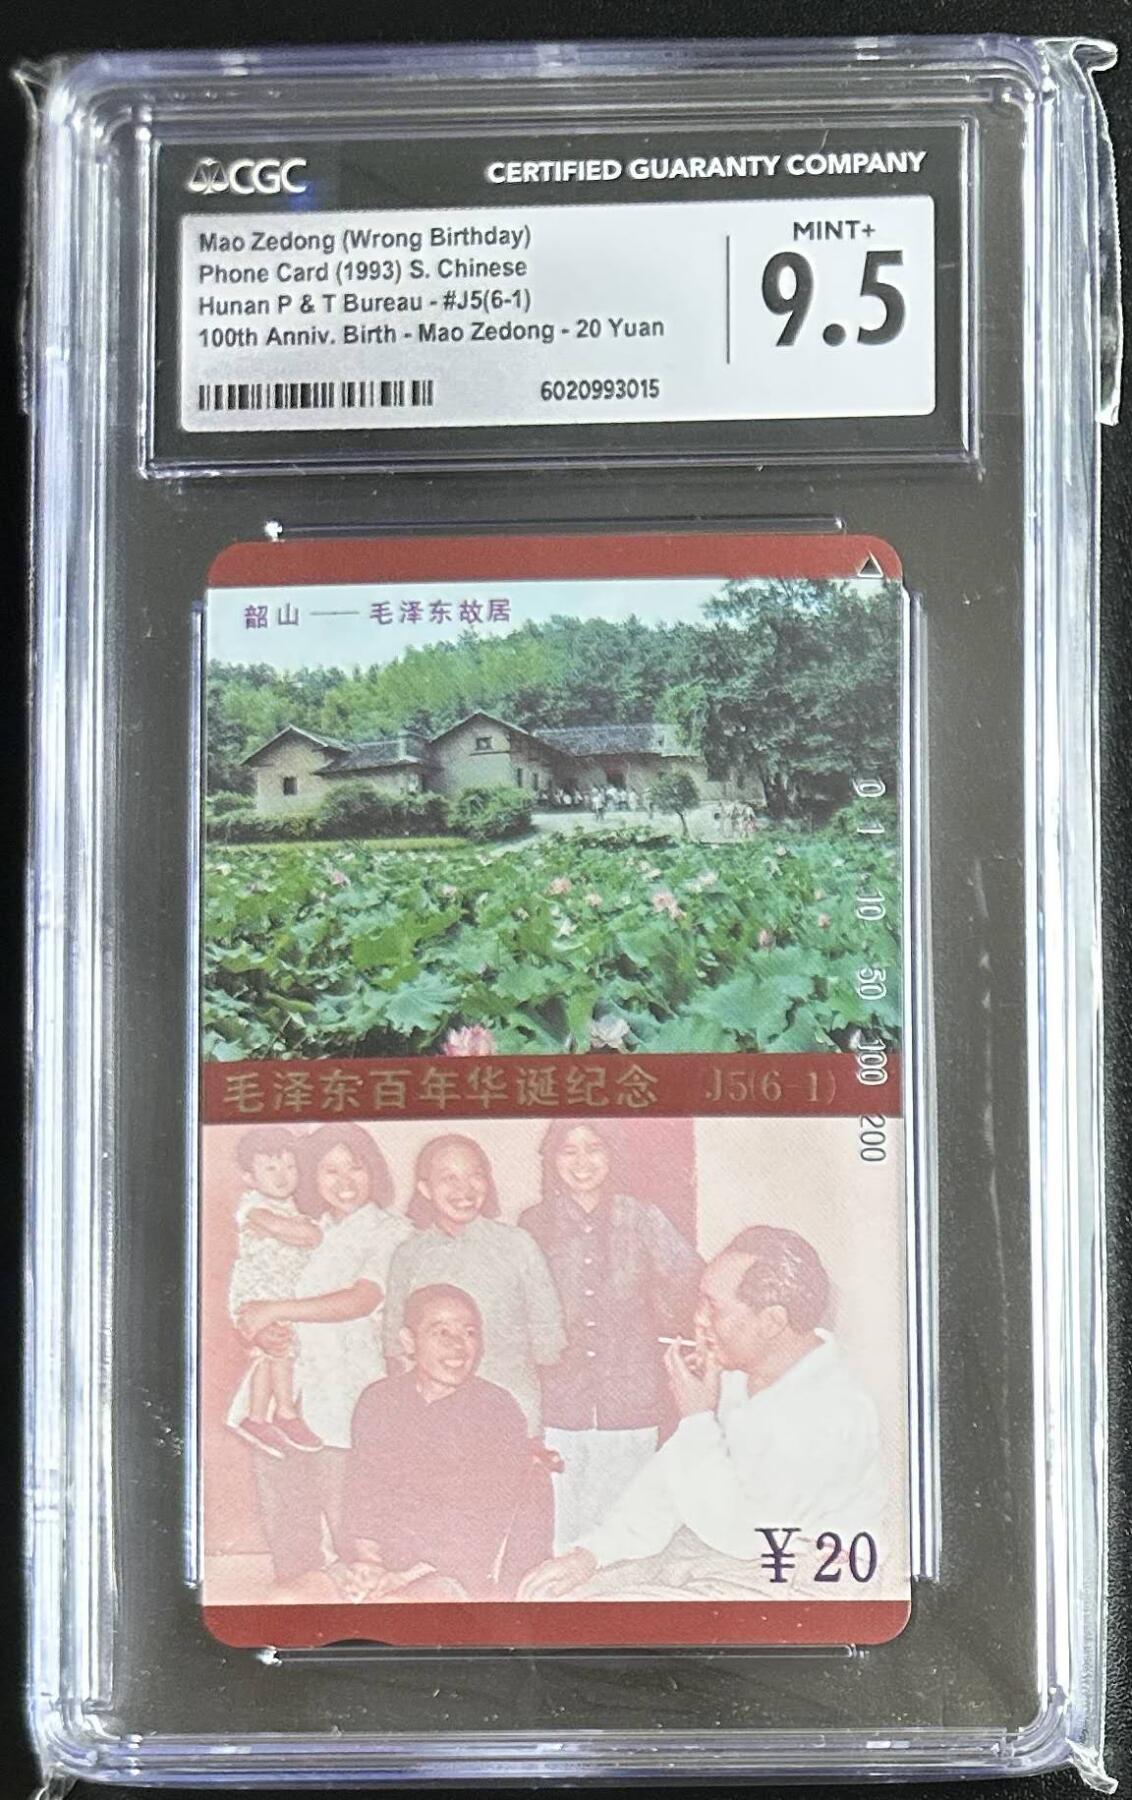 CGC
CERTIFIED GUARANTY COMPANY
Mao Zedong (Wrong Birthday)
Phone Card (1993) S. Chinese
Hunan P & T Bureau - #J5(6-1)
100th Anniv. Birth - Mao Zedong - 20 Yuan
6020993015
MINT+
9.5
韶山——毛泽东故居
0 1 10 50 100 200
毛泽东百年华诞纪念 J5(6 1)
¥20